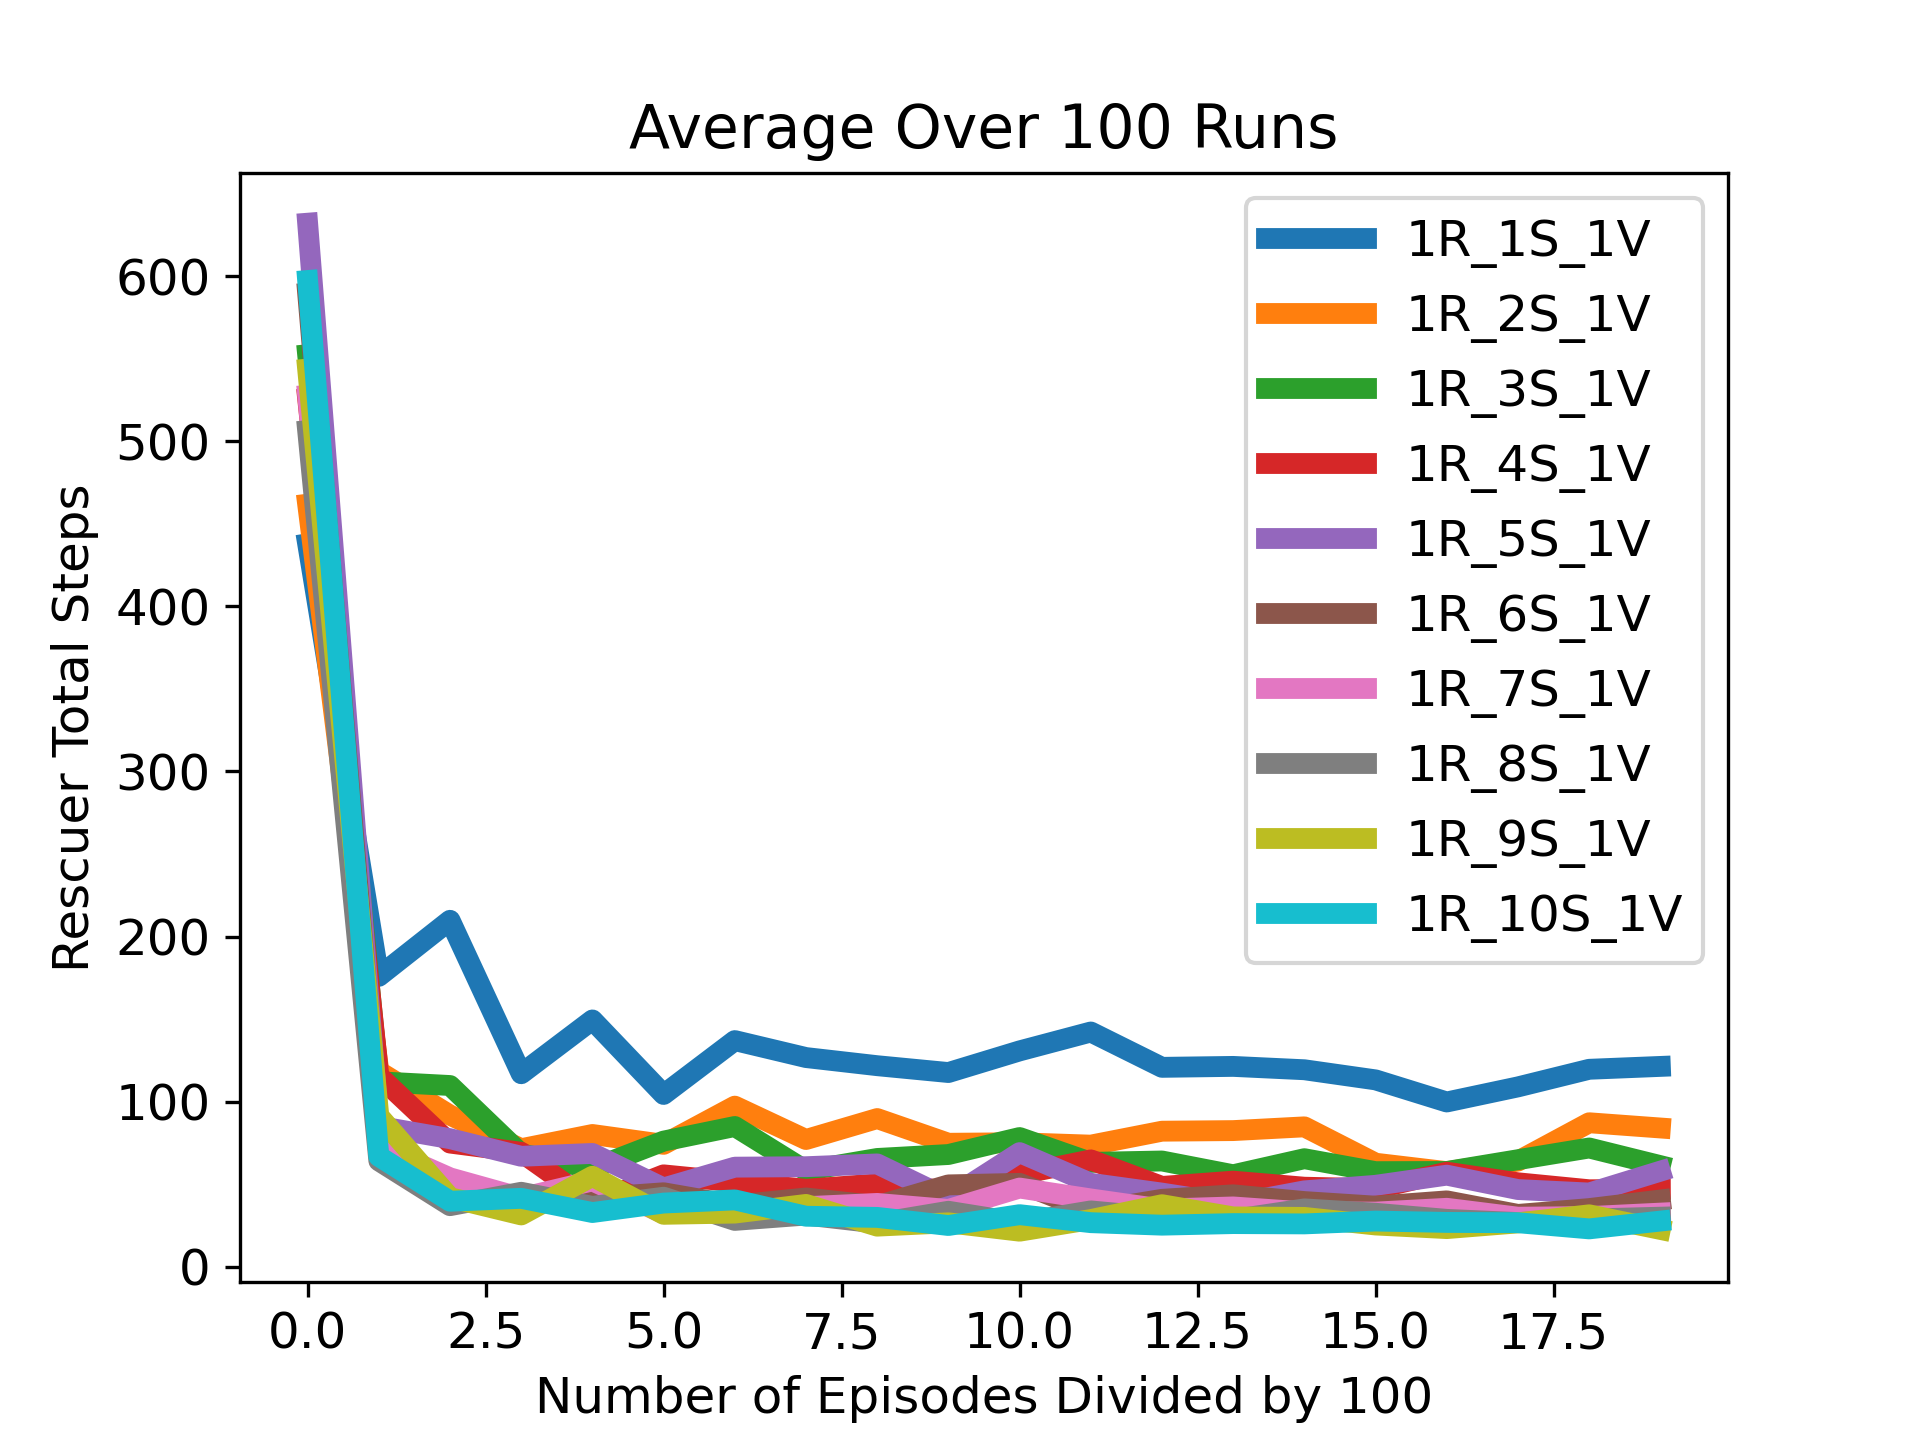 Average Over 100 Runs
Rescuer Total Steps
600
500
400
300
200
100
0
1R_1S_1V
1R_2S_1V
1R_3S_1V
1R_4S_1V
1R_5S_1V
1R_6S_1V
1R_7S_1V
1R_8S_1V
1R_9S_1V
1R_10S_1V
0.0 2.5 5.0 7.5 10.0 12.5 15.0 17.5
Number of Episodes Divided by 100